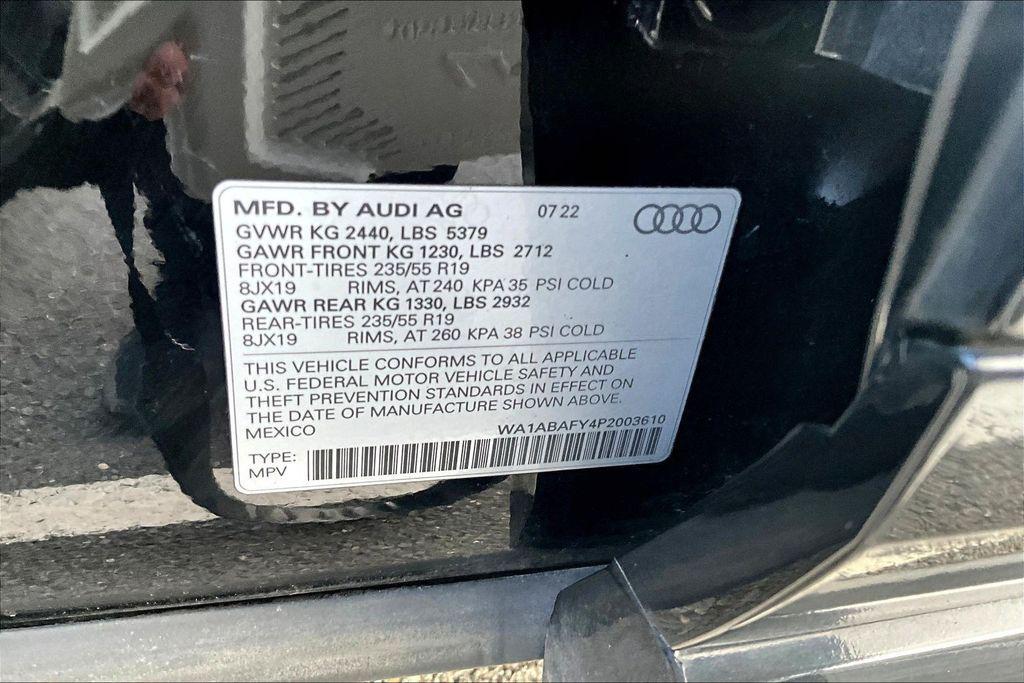 MFD. BY AUDI AG 07 22
GVWR KG 2440, LBS 5379
GAWR FRONT KG 1230, LBS 2712
FRONT-TIRES 235/55 R19
8JX19 RIMS, AT 240 KPA 35 PSI COLD
GAWR REAR KG 1330, LBS 2932
REAR-TIRES 235/55 R19
8JX19 RIMS, AT 260 KPA 38 PSI COLD
THIS VEHICLE CONFORMS TO ALL APPLICABLE
U.S. FEDERAL MOTOR VEHICLE SAFETY AND
THEFT PREVENTION STANDARDS IN EFFECT ON
THE DATE OF MANUFACTURE SHOWN ABOVE.
MEXICO WA1ABAFY4P2003610
TYPE:
MPV